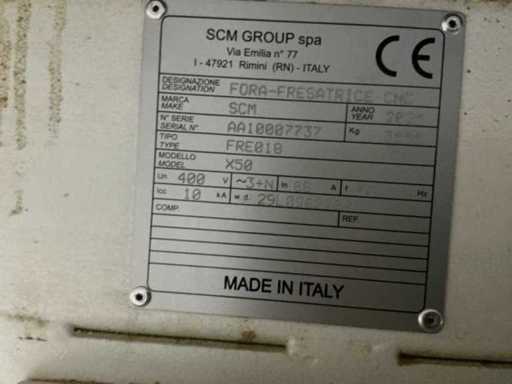 SCM GROUP spa
Via Emilia n° 77
I - 47921 Rimini (RN) - ITALY
CE
DESIGNAZIONE
DESIGNATION
FORA-FRESATRICE CNC
MARCA
MAKE
SCM
ANNO
YEAR
N° SERIE
SERIAL N°
AA10007737
Kg
TIPO
TYPE
FRE018
MODELLO
MODEL
X50
Un 400 V ~3+N In A f Hz
Icc 10 kA w.d.
COMP.
REF.
MADE IN ITALY